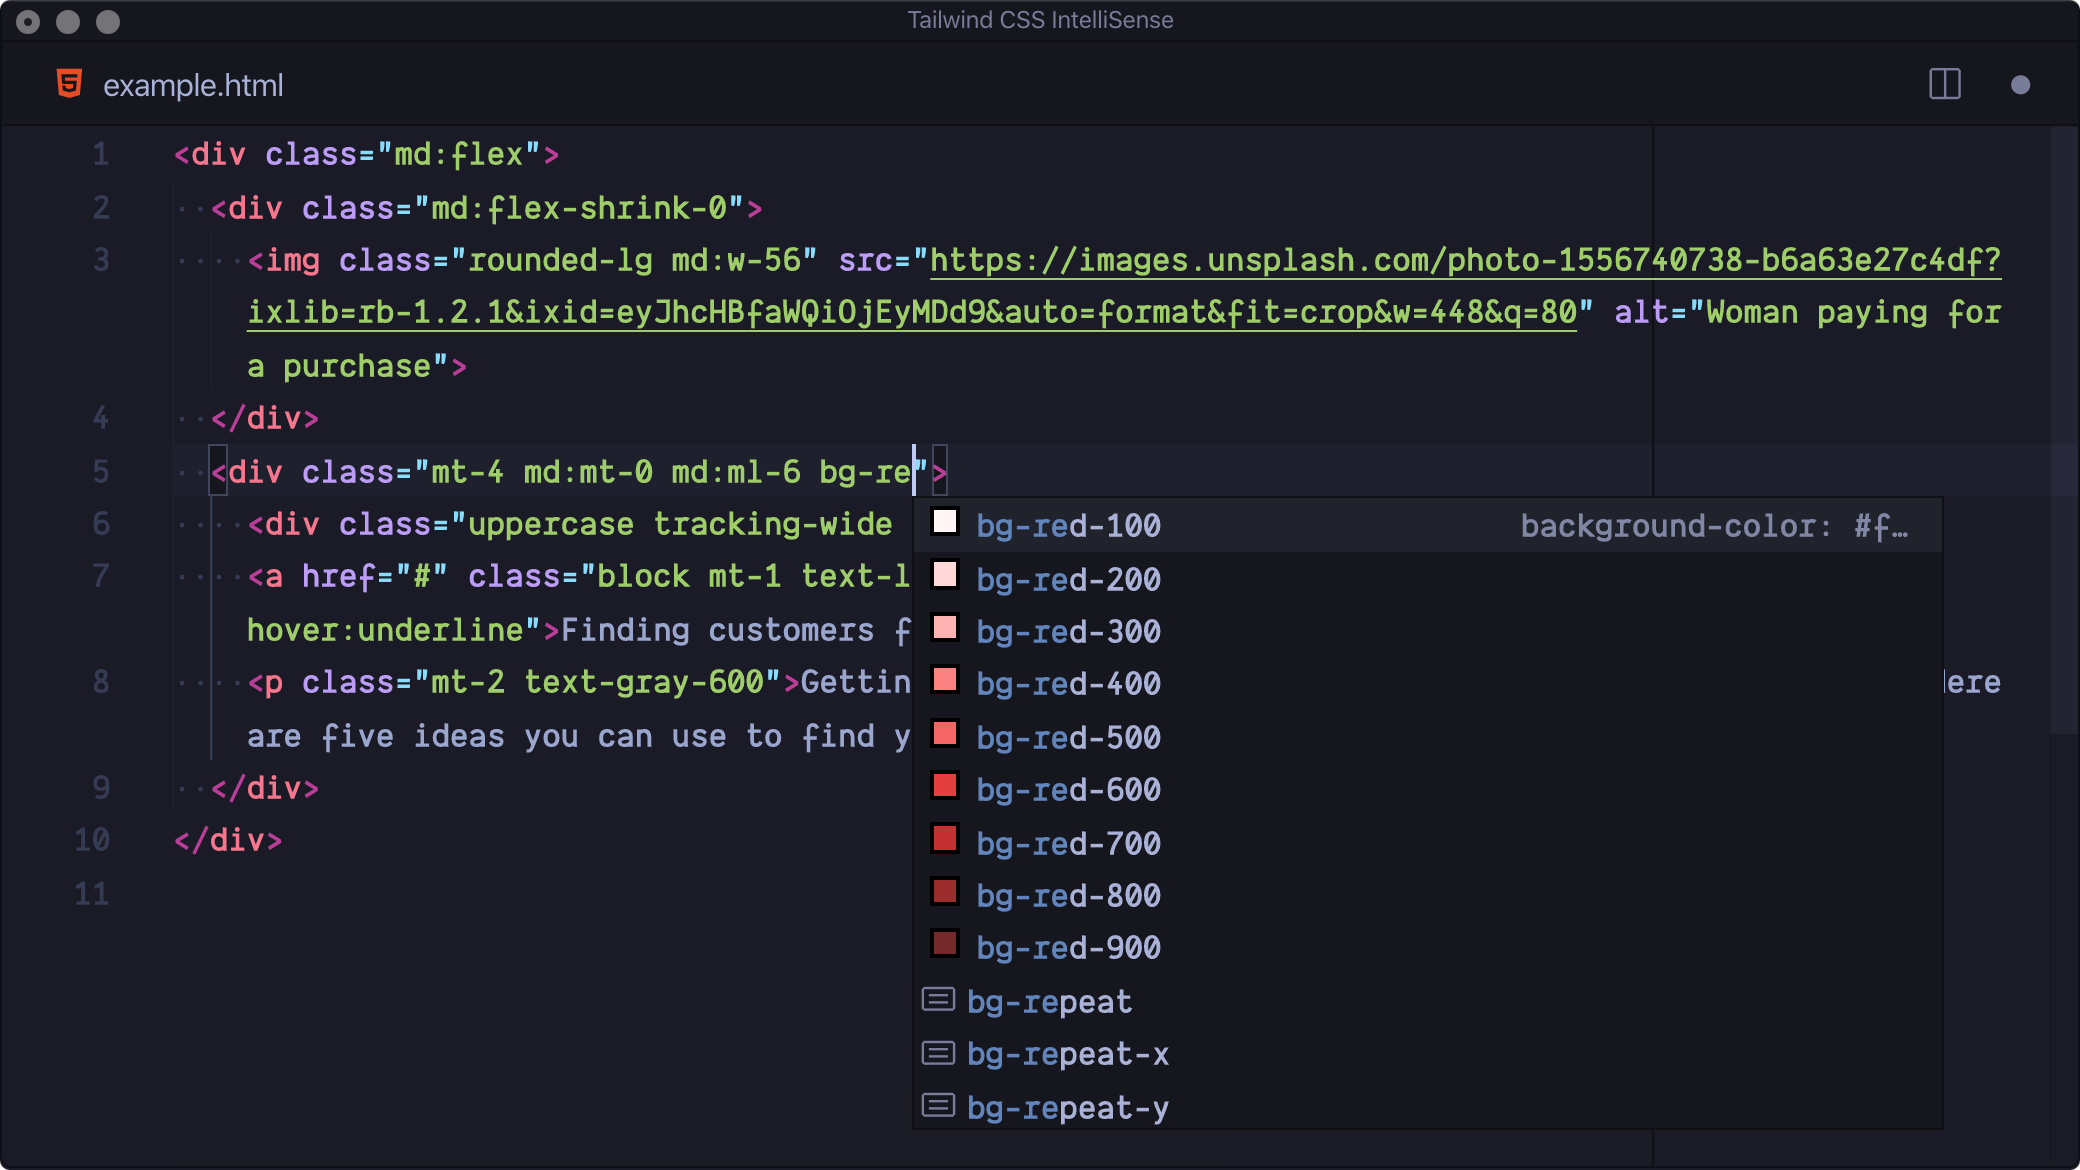 Tailwind CSS IntelliSense
example.html
1 <div class="md:flex">
2 <div class="md:flex-shrink-0">
3 <img class="rounded-lg md:w-56" src="https://images.unsplash.com/photo-1556740738-b6a63e27c4df?
ixlib=rb-1.2.1&ixid=eyJhcHBfaWQiOjEyMDd9&auto=format&fit=crop&w=448&q=80" alt="Woman paying for
a purchase">
4 </div>
5 <div class="mt-4 md:mt-0 md:ml-6 bg-re">
6 <div class="uppercase tracking-wide
7 <a href="#" class="block mt-1 text-l
hover:underline">Finding customers f
8 <p class="mt-2 text-gray-600">Gettin
are five ideas you can use to find y
9 </div>
10 </div>
11
bg-red-100 background-color: #f…
bg-red-200
bg-red-300
bg-red-400
bg-red-500
bg-red-600
bg-red-700
bg-red-800
bg-red-900
bg-repeat
bg-repeat-x
bg-repeat-y